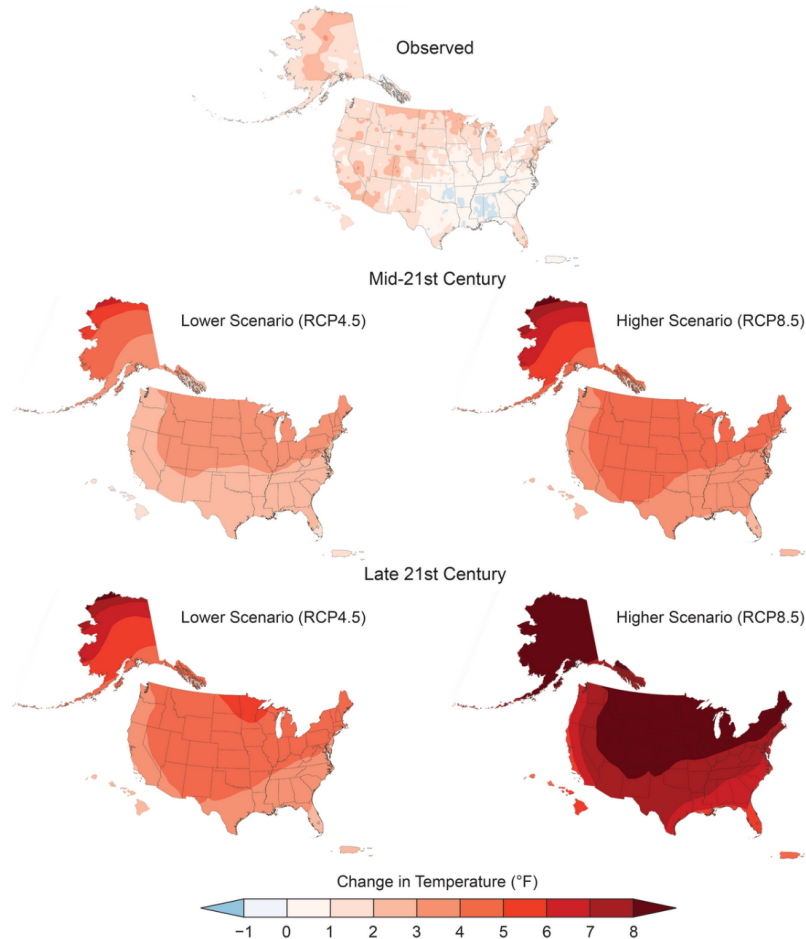 Observed
Mid-21st Century
Lower Scenario (RCP4.5)
Higher Scenario (RCP8.5)
Late 21st Century
Lower Scenario (RCP4.5)
Higher Scenario (RCP8.5)
Change in Temperature (°F)
−1 0 1 2 3 4 5 6 7 8